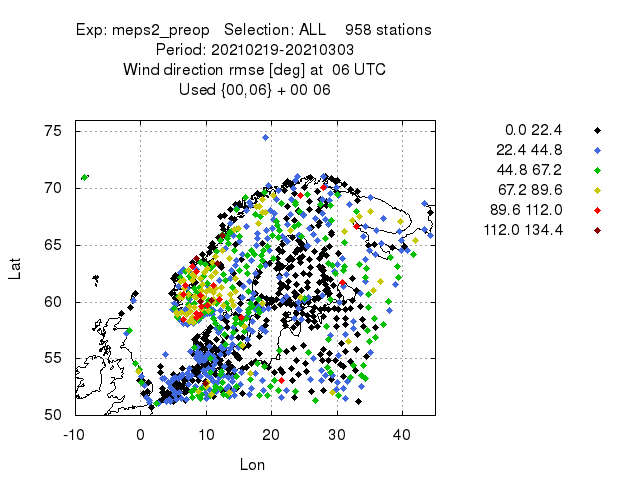 Exp: meps2_preop Selection: ALL 958 stations
Period: 20210219-20210303
Wind direction rmse [deg] at 06 UTC
Used {00,06} + 00 06
0.0 22.4
22.4 44.8
44.8 67.2
67.2 89.6
89.6 112.0
112.0 134.4
75
70
65
60
55
50
Lat
-10 0 10 20 30 40
Lon